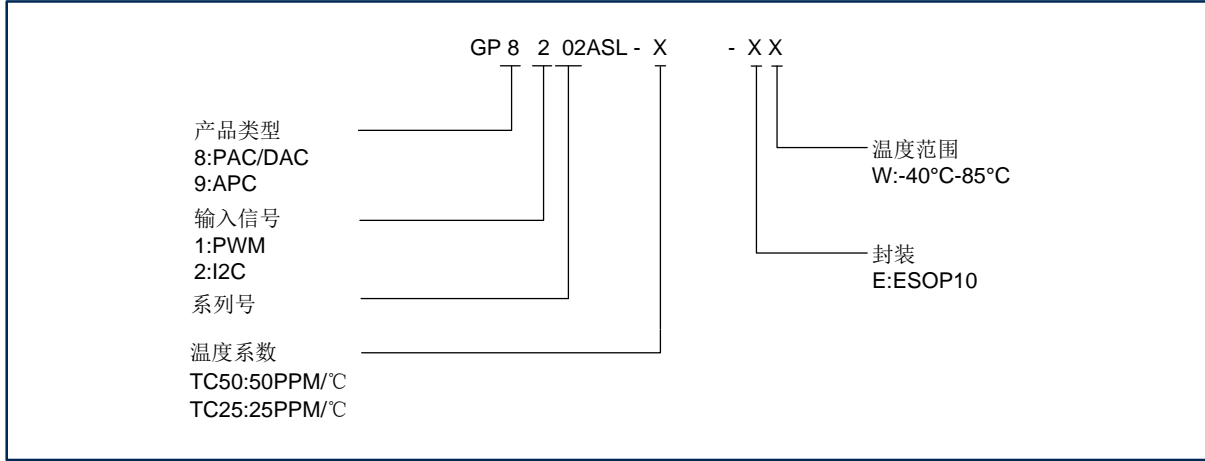 GP 8 2 02ASL - X - X X
产品类型
8:PAC/DAC
9:APC
输入信号
1:PWM
2:I2C
系列号
温度系数
TC50:50PPM/℃
TC25:25PPM/℃
温度范围
W:-40°C-85°C
封装
E:ESOP10